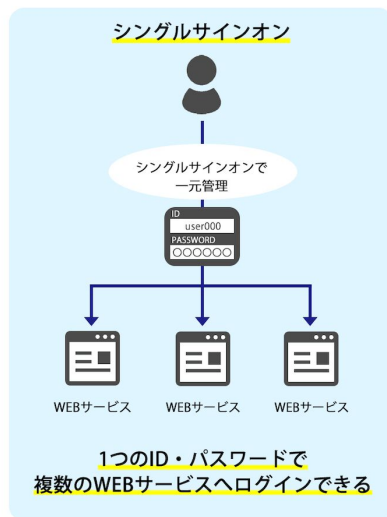 シングルサインオン
シングルサインオンで
一元管理
ID
user000
PASSWORD
○○○○○○
WEBサービス
WEBサービス
WEBサービス
1つのID・パスワードで
複数のWEBサービスへログインできる